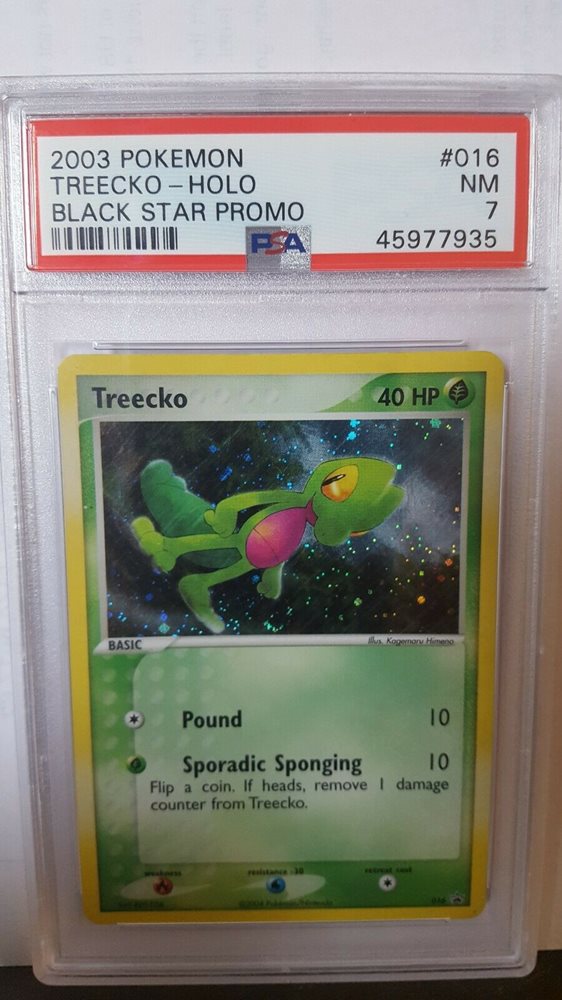 2003 POKEMON #016
TREECKO – HOLO NM
BLACK STAR PROMO 7
PSA 45977935
Treecko 40 HP
BASIC Illus. Kagemaru Himeno
Pound 10
Sporadic Sponging 10
Flip a coin. If heads, remove 1 damage
counter from Treecko.
weakness resistance -30 retreat cost
©2004 Pokémon/Nintendo 016